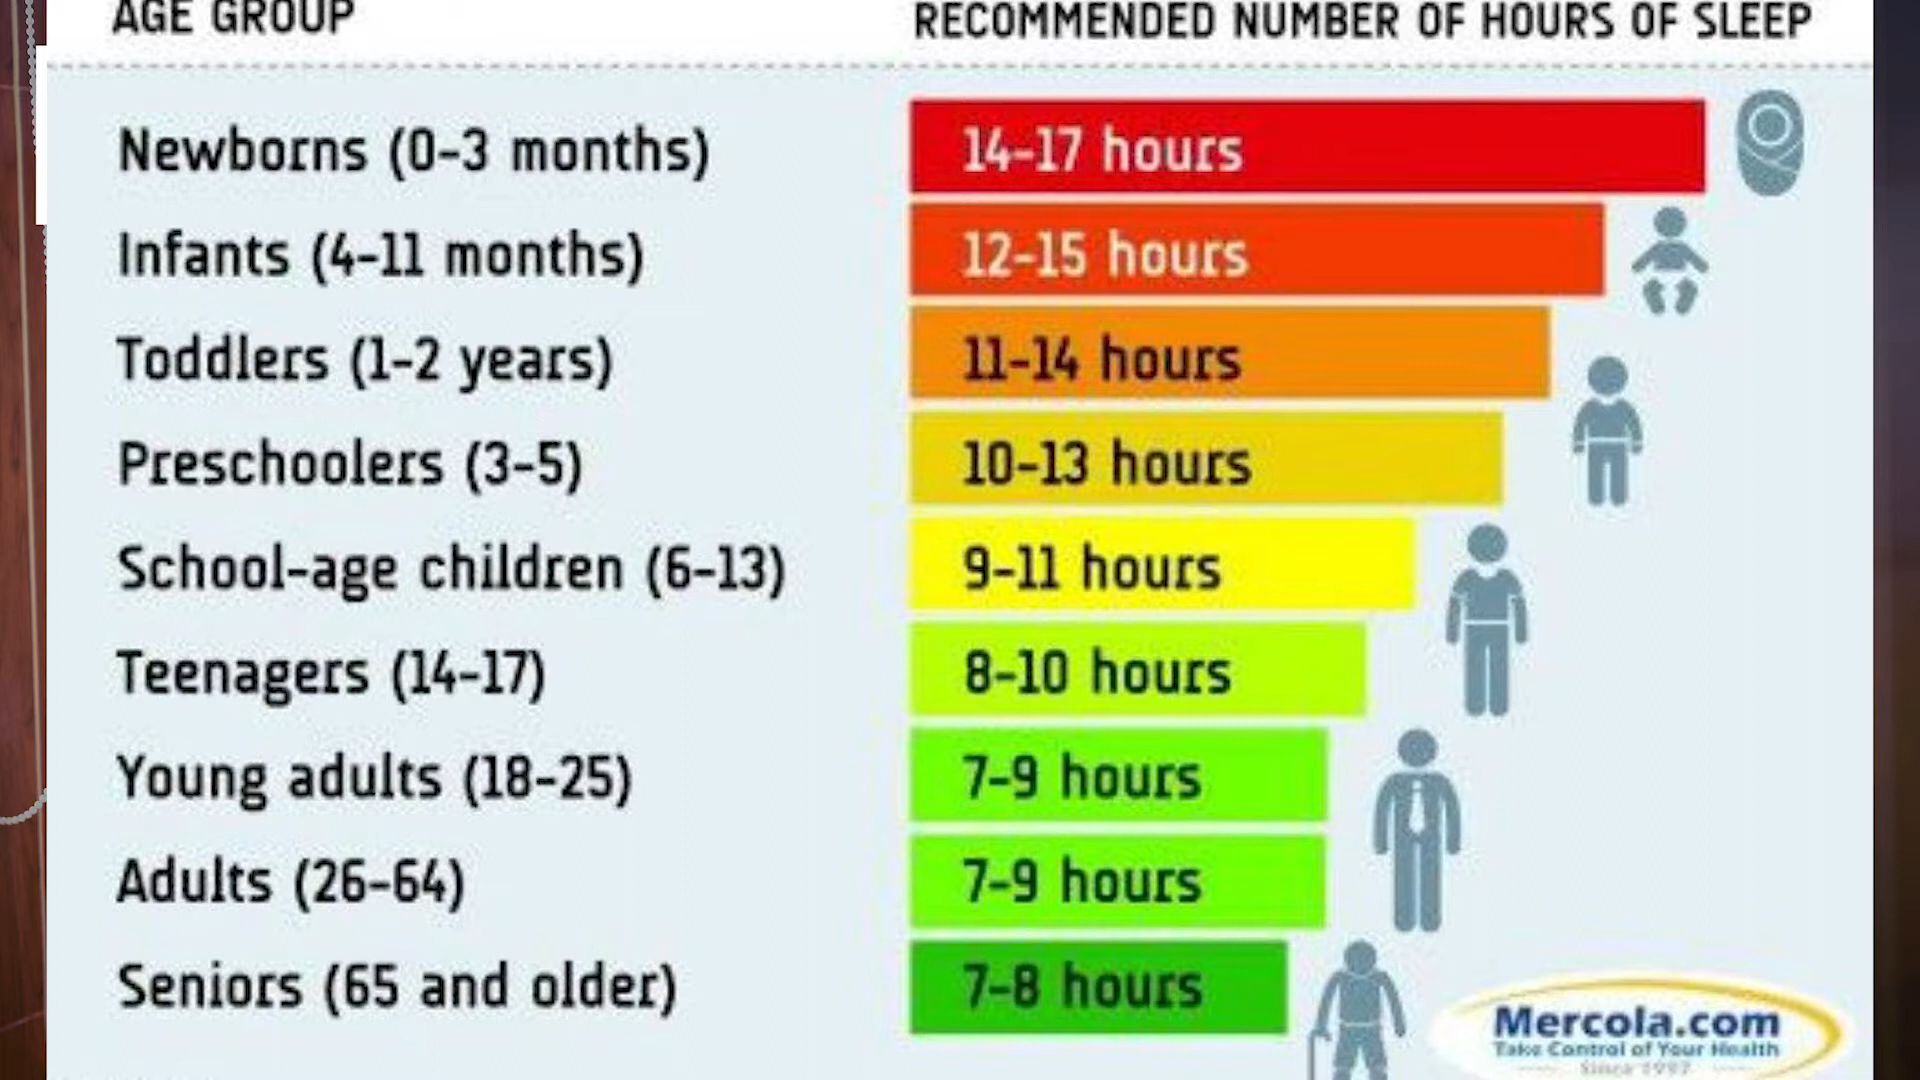 AGE GROUP RECOMMENDED NUMBER OF HOURS OF SLEEP
Newborns (0-3 months) 14-17 hours
Infants (4-11 months) 12-15 hours
Toddlers (1-2 years) 11-14 hours
Preschoolers (3-5) 10-13 hours
School-age children (6-13) 9-11 hours
Teenagers (14-17) 8-10 hours
Young adults (18-25) 7-9 hours
Adults (26-64) 7-9 hours
Seniors (65 and older) 7-8 hours
Mercola.com
Take Control of Your Health
Since 1997